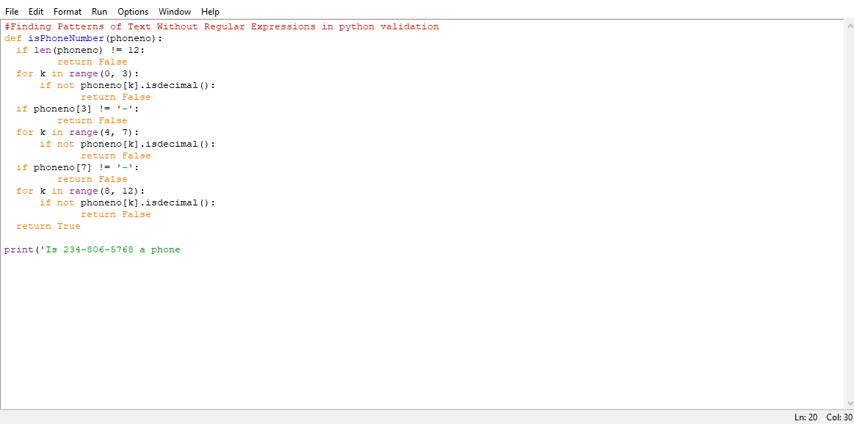 File Edit Format Run Options Window Help
#Finding Patterns of Text Without Regular Expressions in python validation
def isPhoneNumber(phoneno):
  if len(phoneno) != 12:
         return False
  for k in range(0, 3):
      if not phoneno[k].isdecimal():
             return False
  if phoneno[3] != '-':
         return False
  for k in range(4, 7):
      if not phoneno[k].isdecimal():
             return False
  if phoneno[7] != '-':
         return False
  for k in range(8, 12):
      if not phoneno[k].isdecimal():
             return False
  return True
print('Is 234-806-5768 a phone
Ln: 20 Col: 30